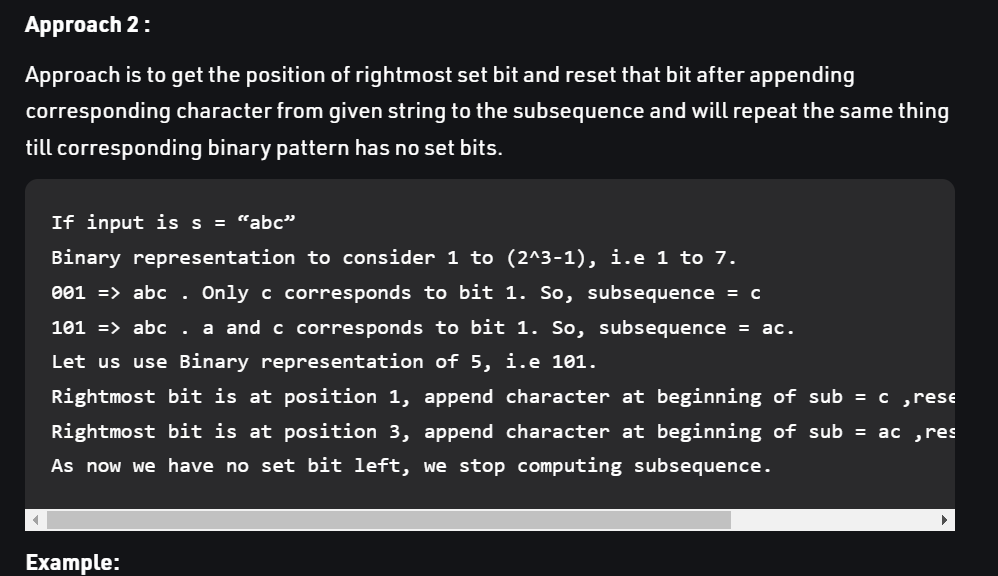 Approach 2 :
Approach is to get the position of rightmost set bit and reset that bit after appending
corresponding character from given string to the subsequence and will repeat the same thing
till corresponding binary pattern has no set bits.
If input is s = “abc”
Binary representation to consider 1 to (2^3-1), i.e 1 to 7.
001 => abc . Only c corresponds to bit 1. So, subsequence = c
101 => abc . a and c corresponds to bit 1. So, subsequence = ac.
Let us use Binary representation of 5, i.e 101.
Rightmost bit is at position 1, append character at beginning of sub = c ,rese
Rightmost bit is at position 3, append character at beginning of sub = ac ,res
As now we have no set bit left, we stop computing subsequence.
Example: